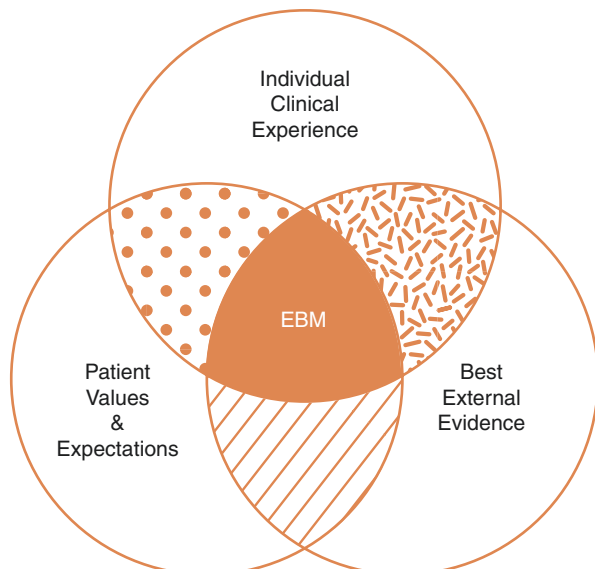 Individual
Clinical
Experience
EBM
Patient
Values
&
Expectations
Best
External
Evidence